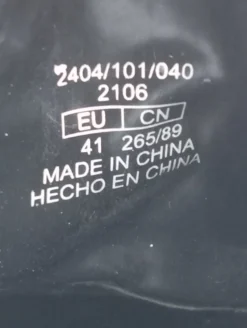 2404/101/040
2106
EU CN
41 265/89
MADE IN CHINA
HECHO EN CHINA